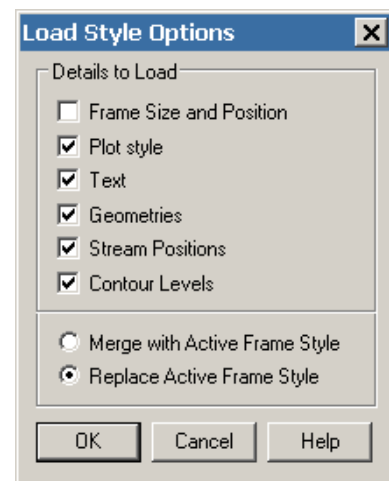 Load Style Options
Details to Load
Frame Size and Position
Plot style
Text
Geometries
Stream Positions
Contour Levels
Merge with Active Frame Style
Replace Active Frame Style
OK Cancel Help